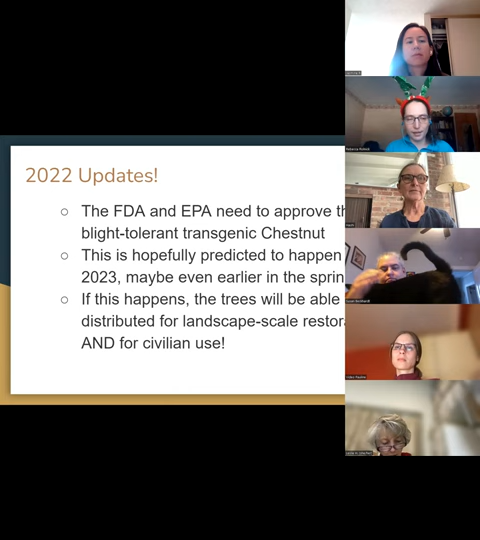 2022 Updates!
○ The FDA and EPA need to approve th
blight-tolerant transgenic Chestnut
○ This is hopefully predicted to happen
2023, maybe even earlier in the sprin
○ If this happens, the trees will be able
distributed for landscape-scale restor
AND for civilian use!